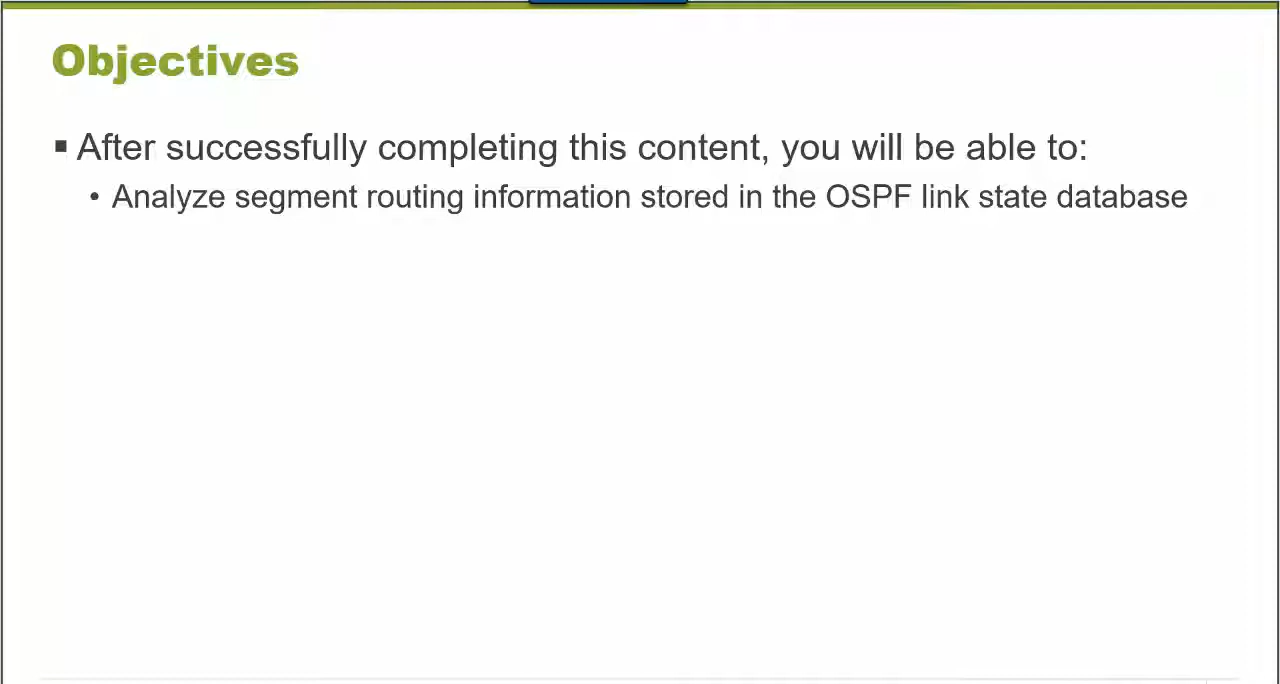 Objectives
▪ After successfully completing this content, you will be able to:
• Analyze segment routing information stored in the OSPF link state database